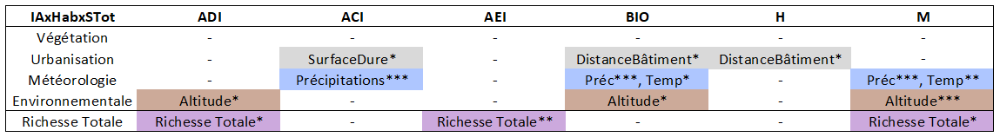 IAxHabxSTot ADI ACI AEI BIO H M
Végétation - - - - - -
Urbanisation - SurfaceDure* - DistanceBâtiment* DistanceBâtiment* -
Météorologie - Précipitations*** - Préc***, Temp* - Préc***, Temp**
Environnementale Altitude* - - Altitude* - Altitude***
Richesse Totale Richesse Totale* - Richesse Totale** - - Richesse Totale*